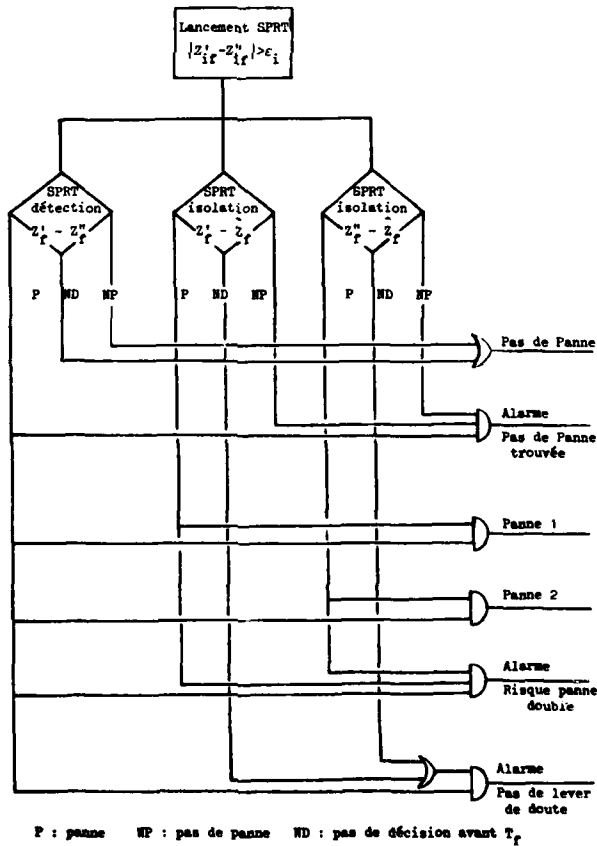 Lancement SPRT
|Z'if-Z"if|>εi
SPRT
détection
Z'f - Z"f
SPRT
isolation
Z'f - Ẑf
SPRT
isolation
Z"f - Ẑf
P ND NP
P ND NP
P ND NP
Pas de Panne
Alarme
Pas de Panne
trouvée
Panne 1
Panne 2
Alarme
Risque panne
double
Alarme
Pas de lever
de doute
P : panne NP : pas de panne ND : pas de décision avant Tf